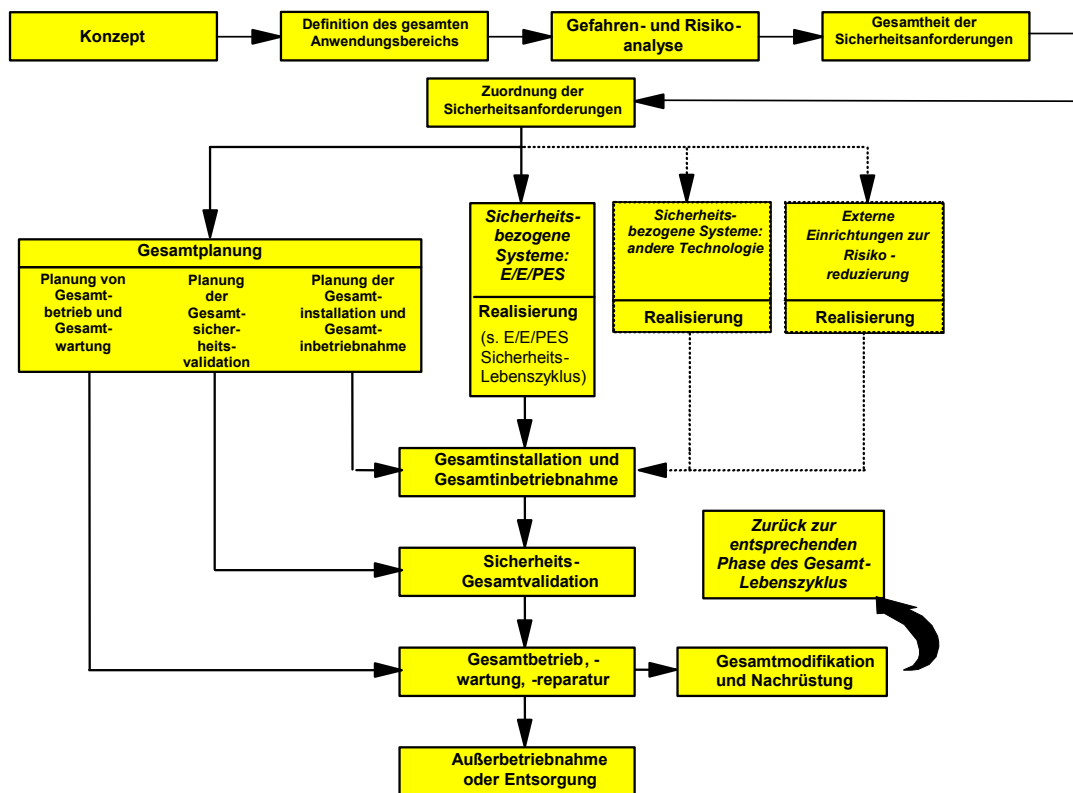 Konzept
Definition des gesamten
Anwendungsbereichs
Gefahren- und Risiko-
analyse
Gesamtheit der
Sicherheitsanforderungen
Zuordnung der
Sicherheitsanforderungen
Gesamtplanung
Planung von
Gesamt-
betrieb und
Gesamt-
wartung
Planung
der
Gesamt-
sicher-
heits-
validation
Planung der
Gesamt-
installation und
Gesamt-
inbetriebnahme
Sicherheits-
bezogene
Systeme:
E/E/PES
Realisierung
(s. E/E/PES
Sicherheits-
Lebenszyklus)
Sicherheits-
bezogene Systeme:
andere Technologie
Realisierung
Externe
Einrichtungen zur
Risiko -
reduzierung
Realisierung
Gesamtinstallation und
Gesamtinbetriebnahme
Sicherheits-
Gesamtvalidation
Zurück zur
entsprechenden
Phase des Gesamt-
Lebenszyklus
Gesamtbetrieb, -
wartung, -reparatur
Gesamtmodifikation
und Nachrüstung
Außerbetriebnahme
oder Entsorgung